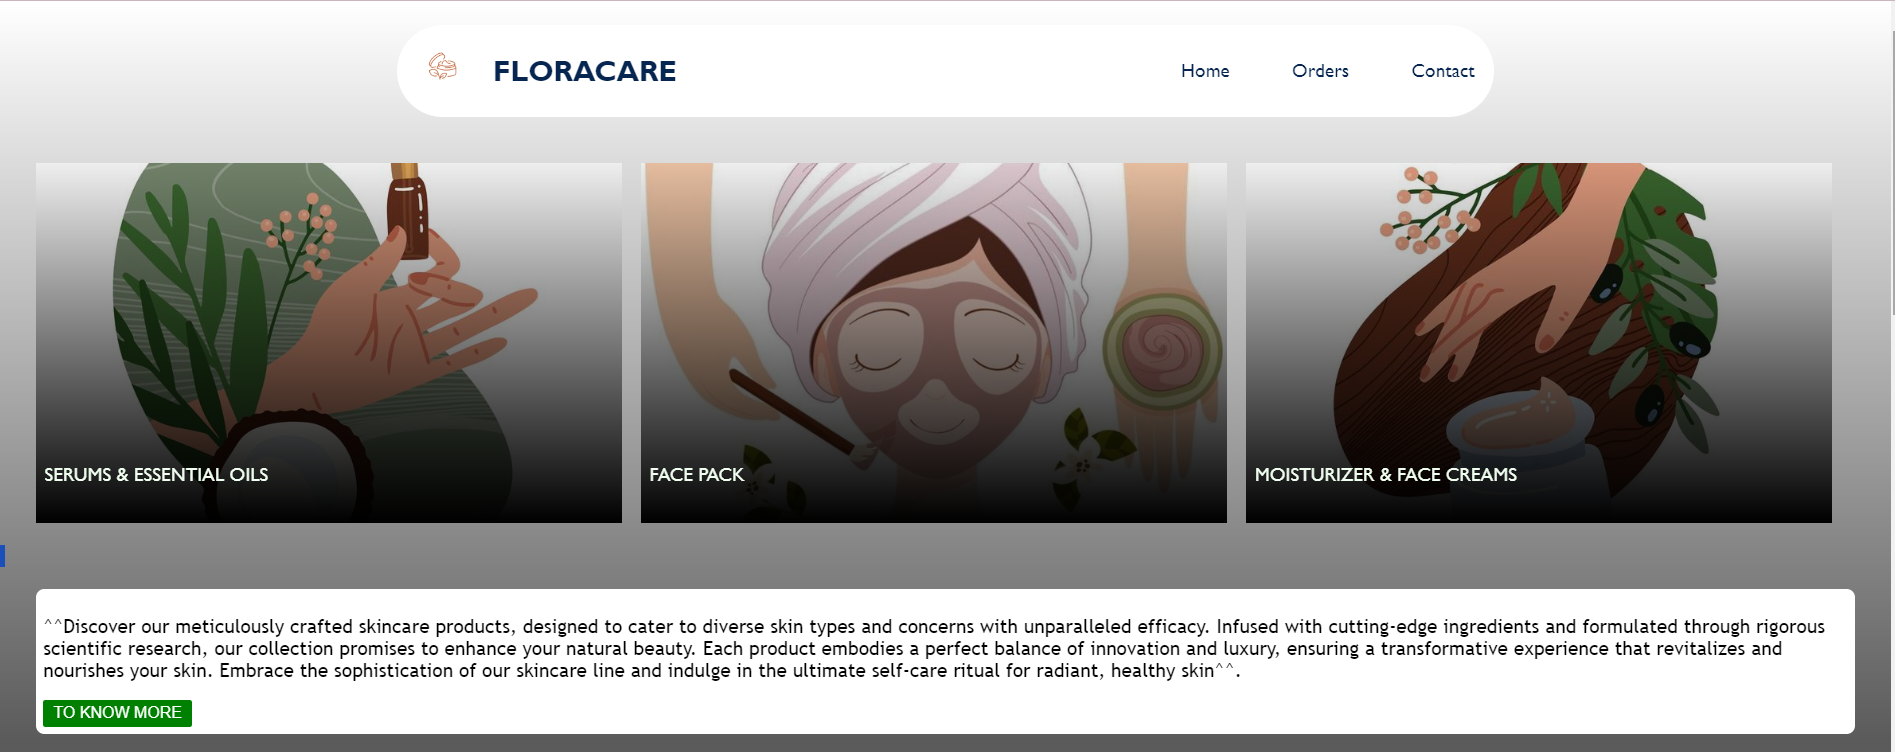 FLORACARE
Home
Orders
Contact
SERUMS & ESSENTIAL OILS
FACE PACK
MOISTURIZER & FACE CREAMS
^^Discover our meticulously crafted skincare products, designed to cater to diverse skin types and concerns with unparalleled efficacy. Infused with cutting-edge ingredients and formulated through rigorous
scientific research, our collection promises to enhance your natural beauty. Each product embodies a perfect balance of innovation and luxury, ensuring a transformative experience that revitalizes and
nourishes your skin. Embrace the sophistication of our skincare line and indulge in the ultimate self-care ritual for radiant, healthy skin^^.
TO KNOW MORE